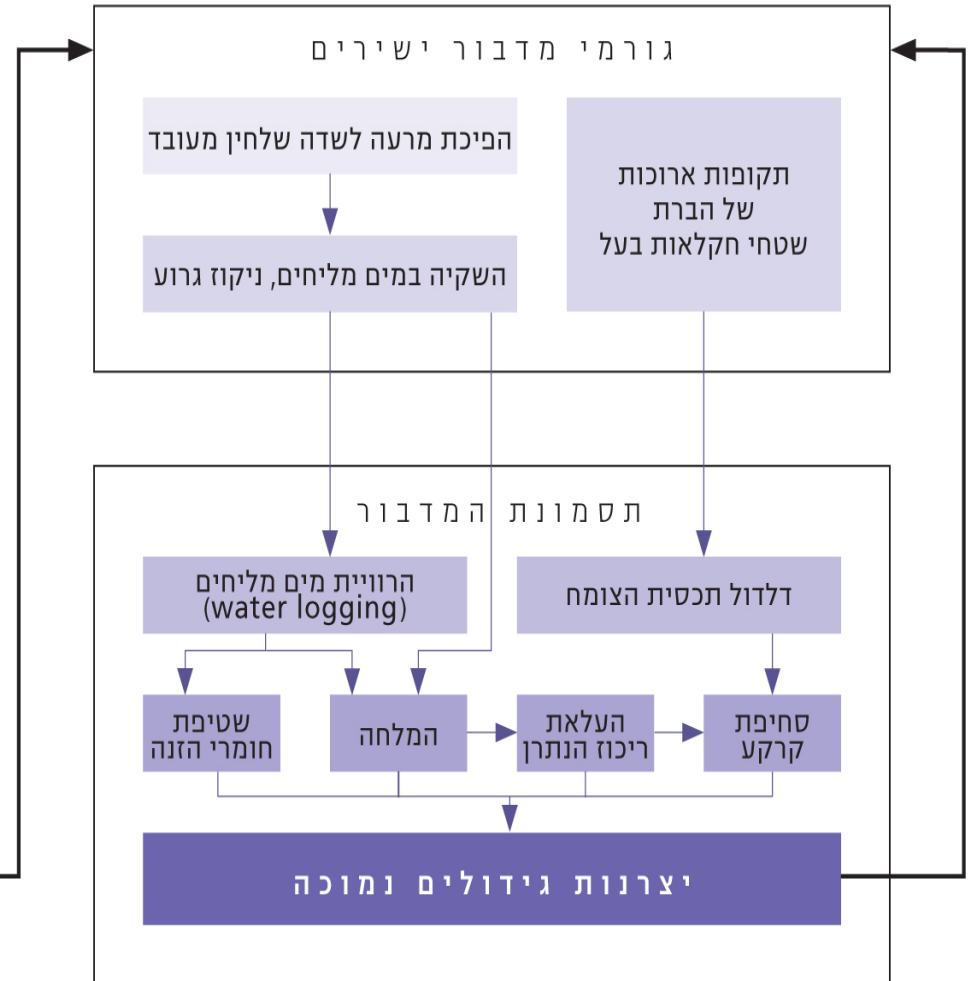 גורמי מדבור ישירים
הפיכת מרעה לשדה שלחין מעובד
תקופות ארוכות
של הברת
שטחי חקלאות בעל
השקיה במים מליחים, ניקוז גרוע
תסמונת המדבור
הרוויית מים מליחים
(water logging)
דלדול תכסית הצומח
שטיפת
חומרי הזנה
המלחה
העלאת
ריכוז הנתרן
סחיפת
קרקע
יצרנות גידולים נמוכה